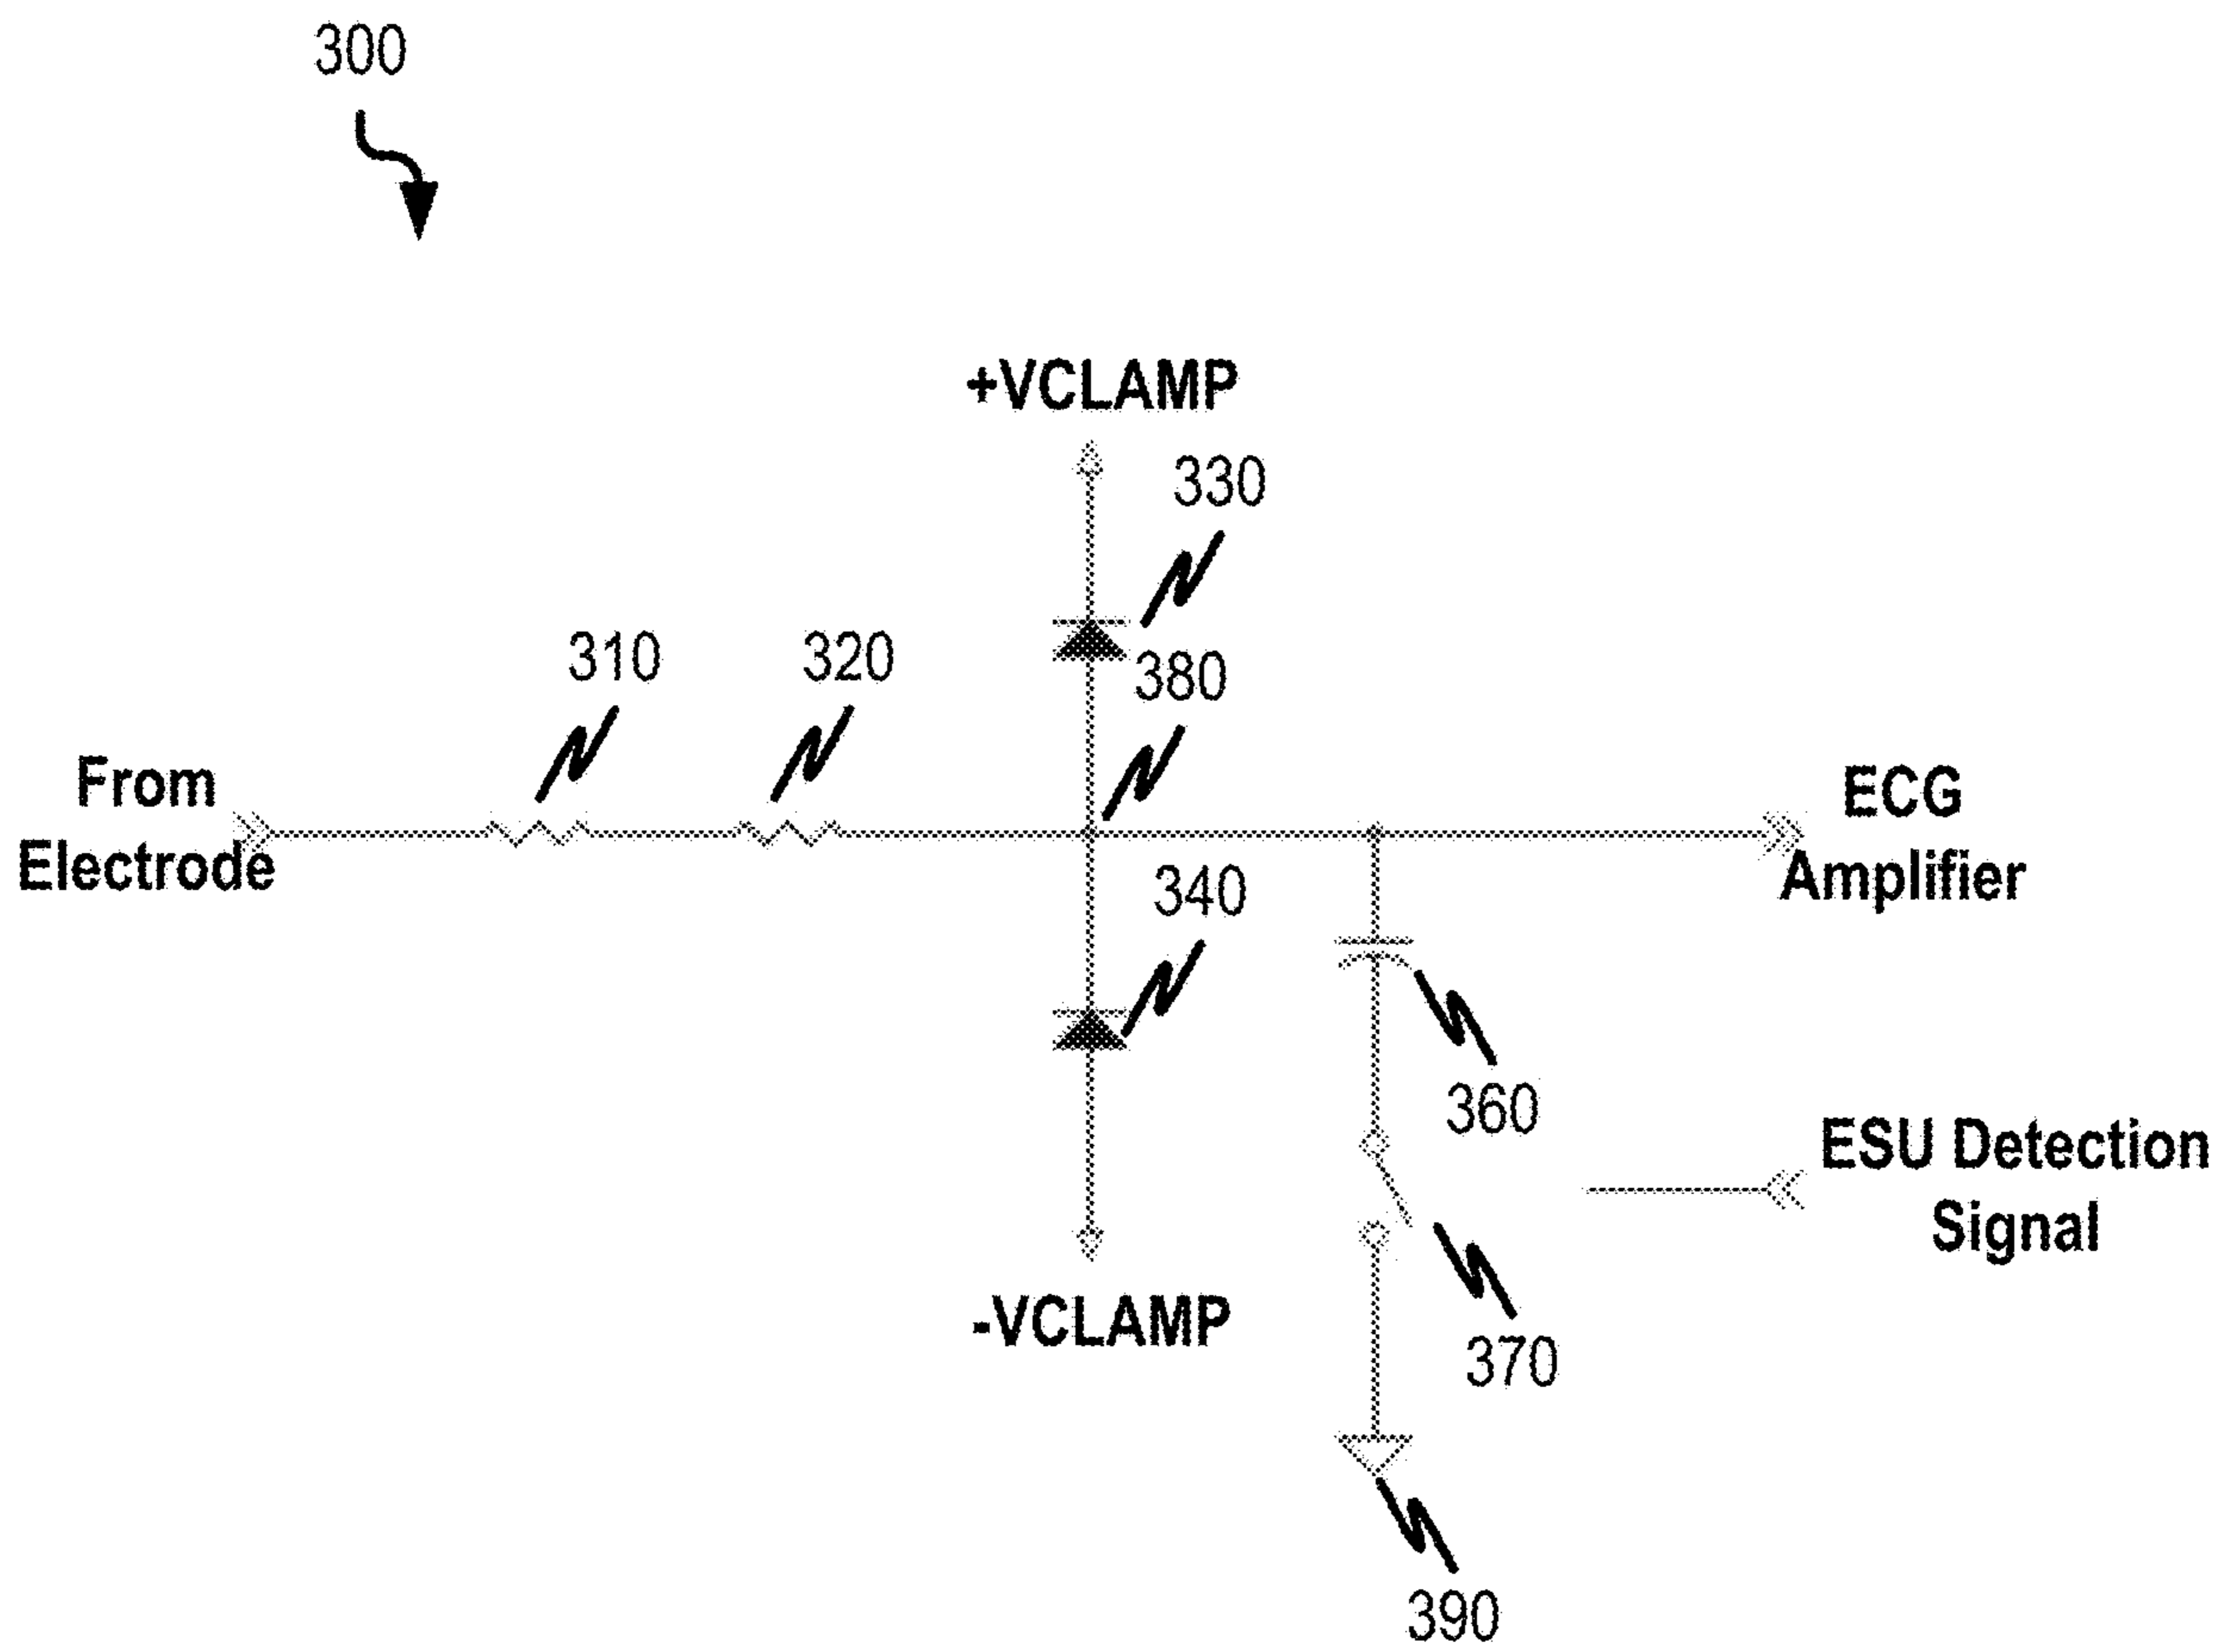 300
+VCLAMP
330
310
320
380
From
Electrode
ECG
Amplifier
340
360
ESU Detection
Signal
-VCLAMP
370
390